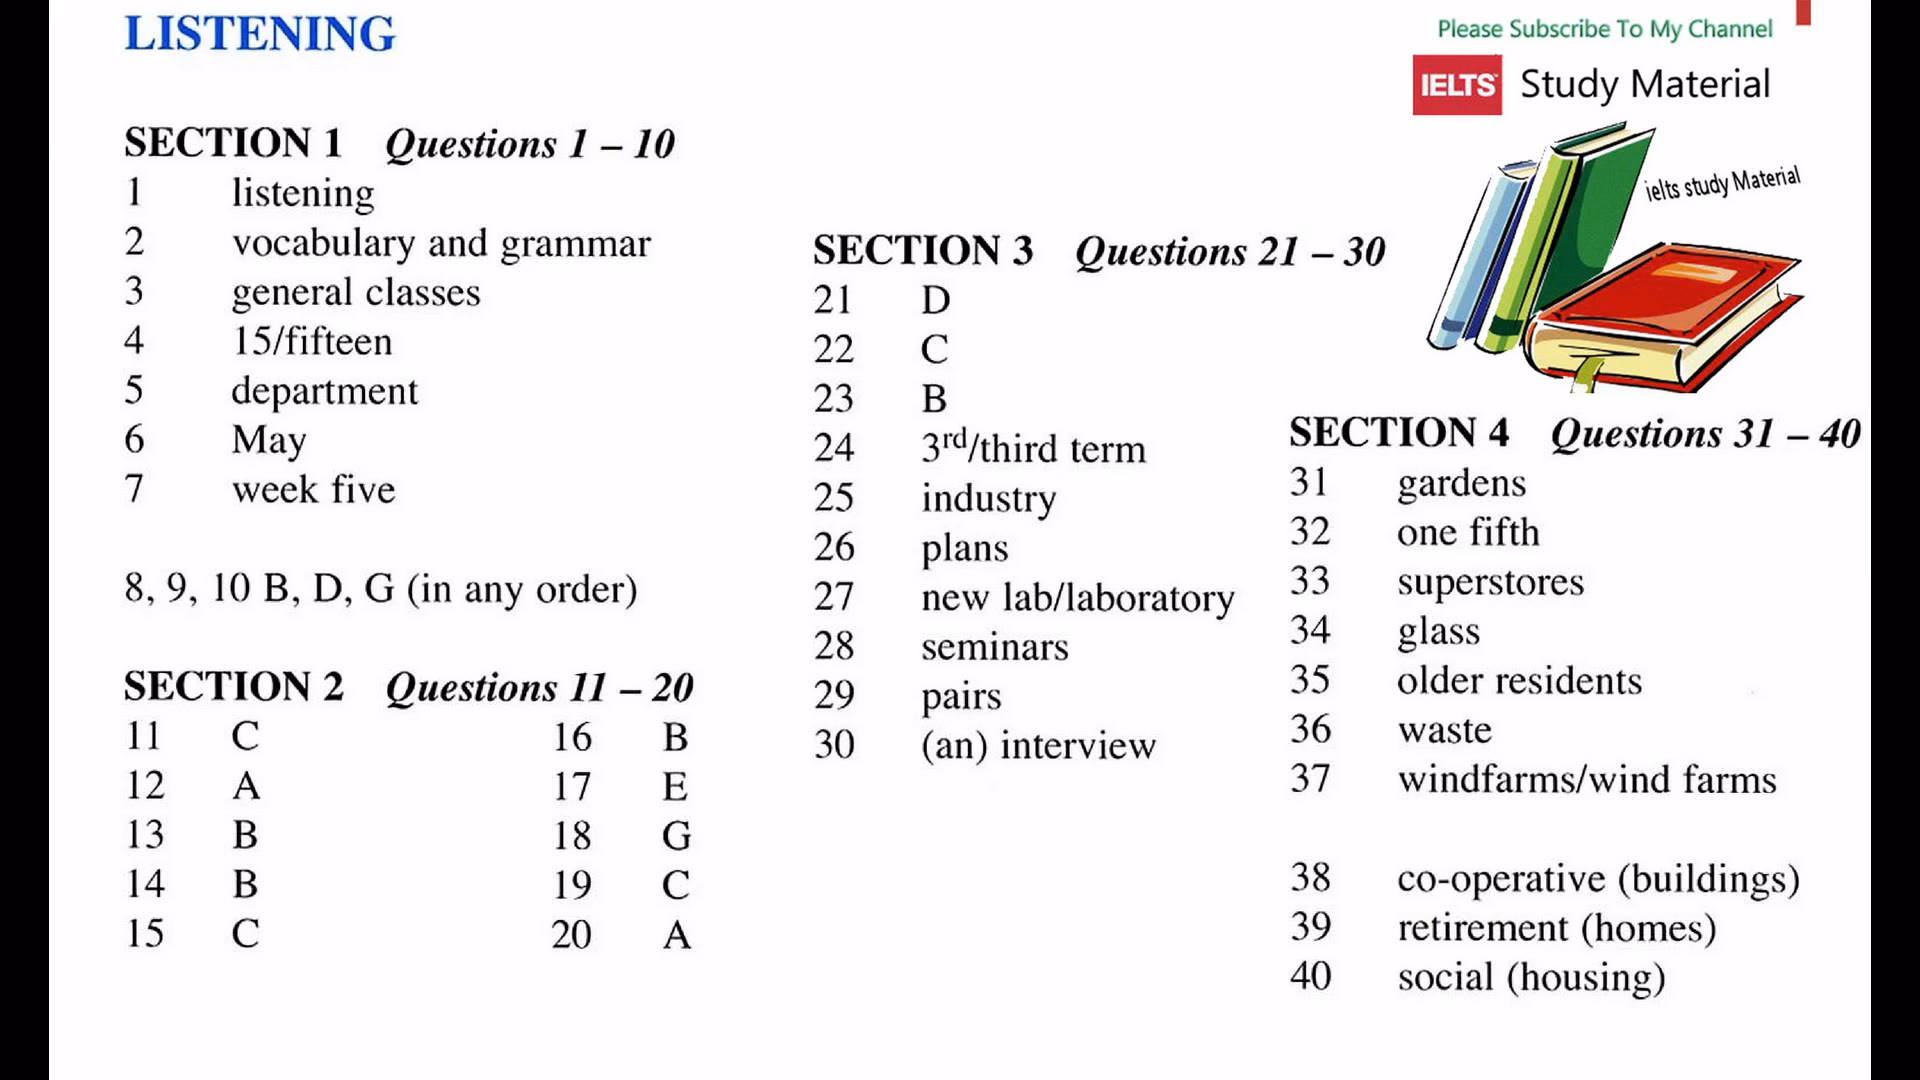 LISTENING
Please Subscribe To My Channel
IELTS Study Material
ielts study Material
SECTION 1 Questions 1 – 10
1 listening
2 vocabulary and grammar
3 general classes
4 15/fifteen
5 department
6 May
7 week five
8, 9, 10 B, D, G (in any order)
SECTION 2 Questions 11 – 20
11 C 16 B
12 A 17 E
13 B 18 G
14 B 19 C
15 C 20 A
SECTION 3 Questions 21 – 30
21 D
22 C
23 B
24 3rd/third term
25 industry
26 plans
27 new lab/laboratory
28 seminars
29 pairs
30 (an) interview
SECTION 4 Questions 31 – 40
31 gardens
32 one fifth
33 superstores
34 glass
35 older residents
36 waste
37 windfarms/wind farms
38 co-operative (buildings)
39 retirement (homes)
40 social (housing)